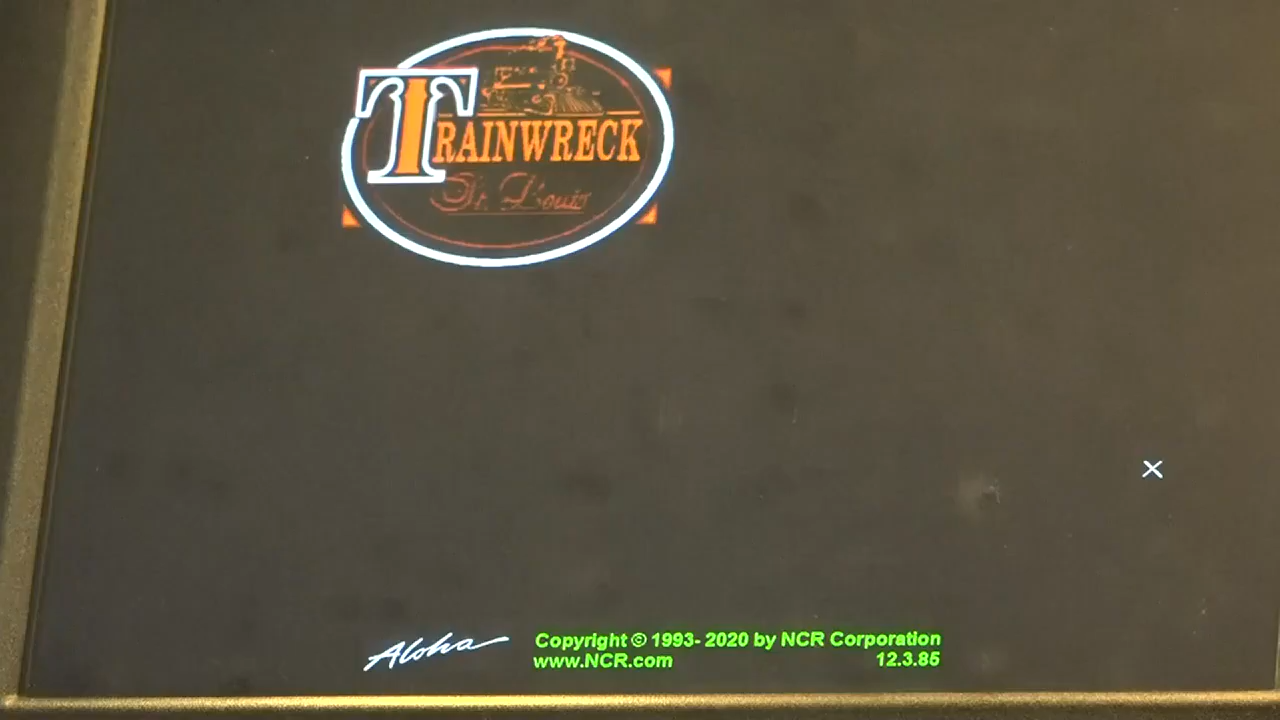 TRAINWRECK
St. Louis
Aloha
Copyright © 1993- 2020 by NCR Corporation
www.NCR.com 12.3.85